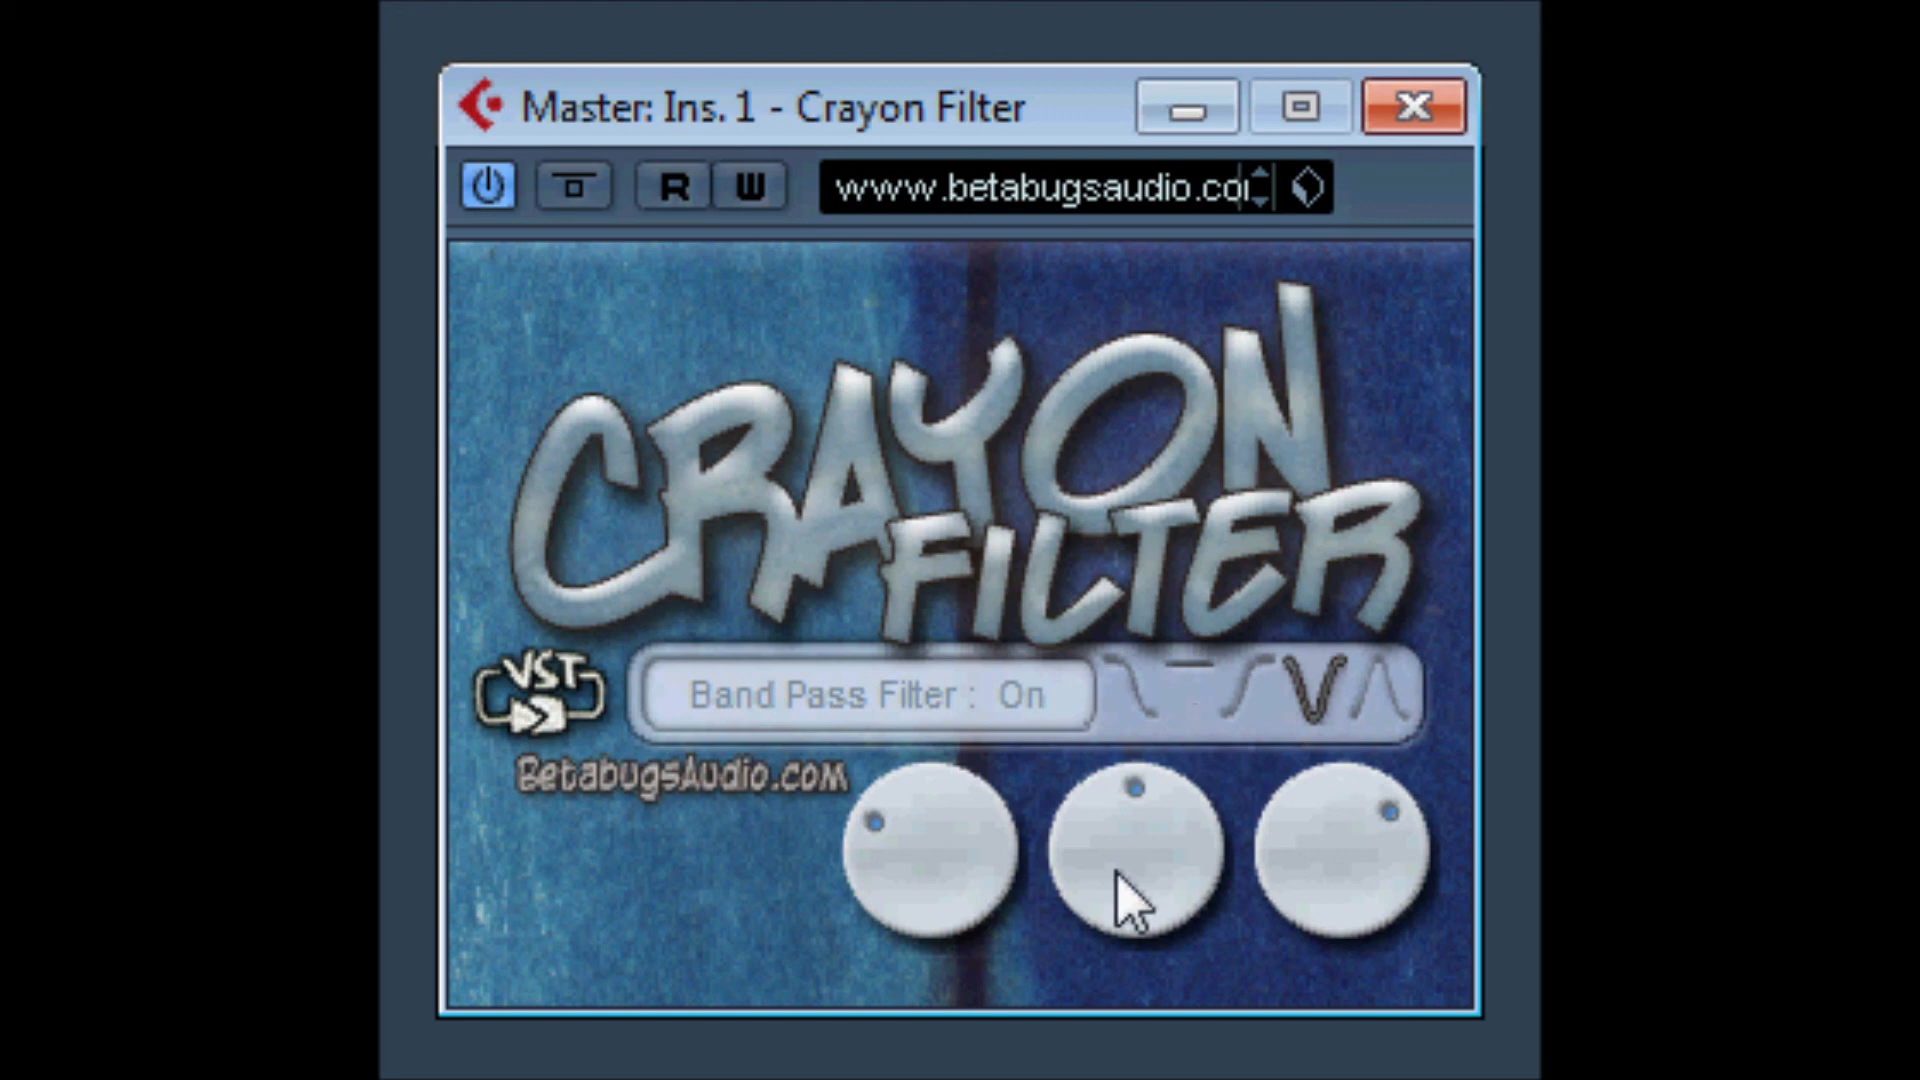 Master: Ins. 1 - Crayon Filter
R W www.betabugsaudio.co
CRAYON
FILTER
VST
Band Pass Filter : On
BetabugsAudio.com